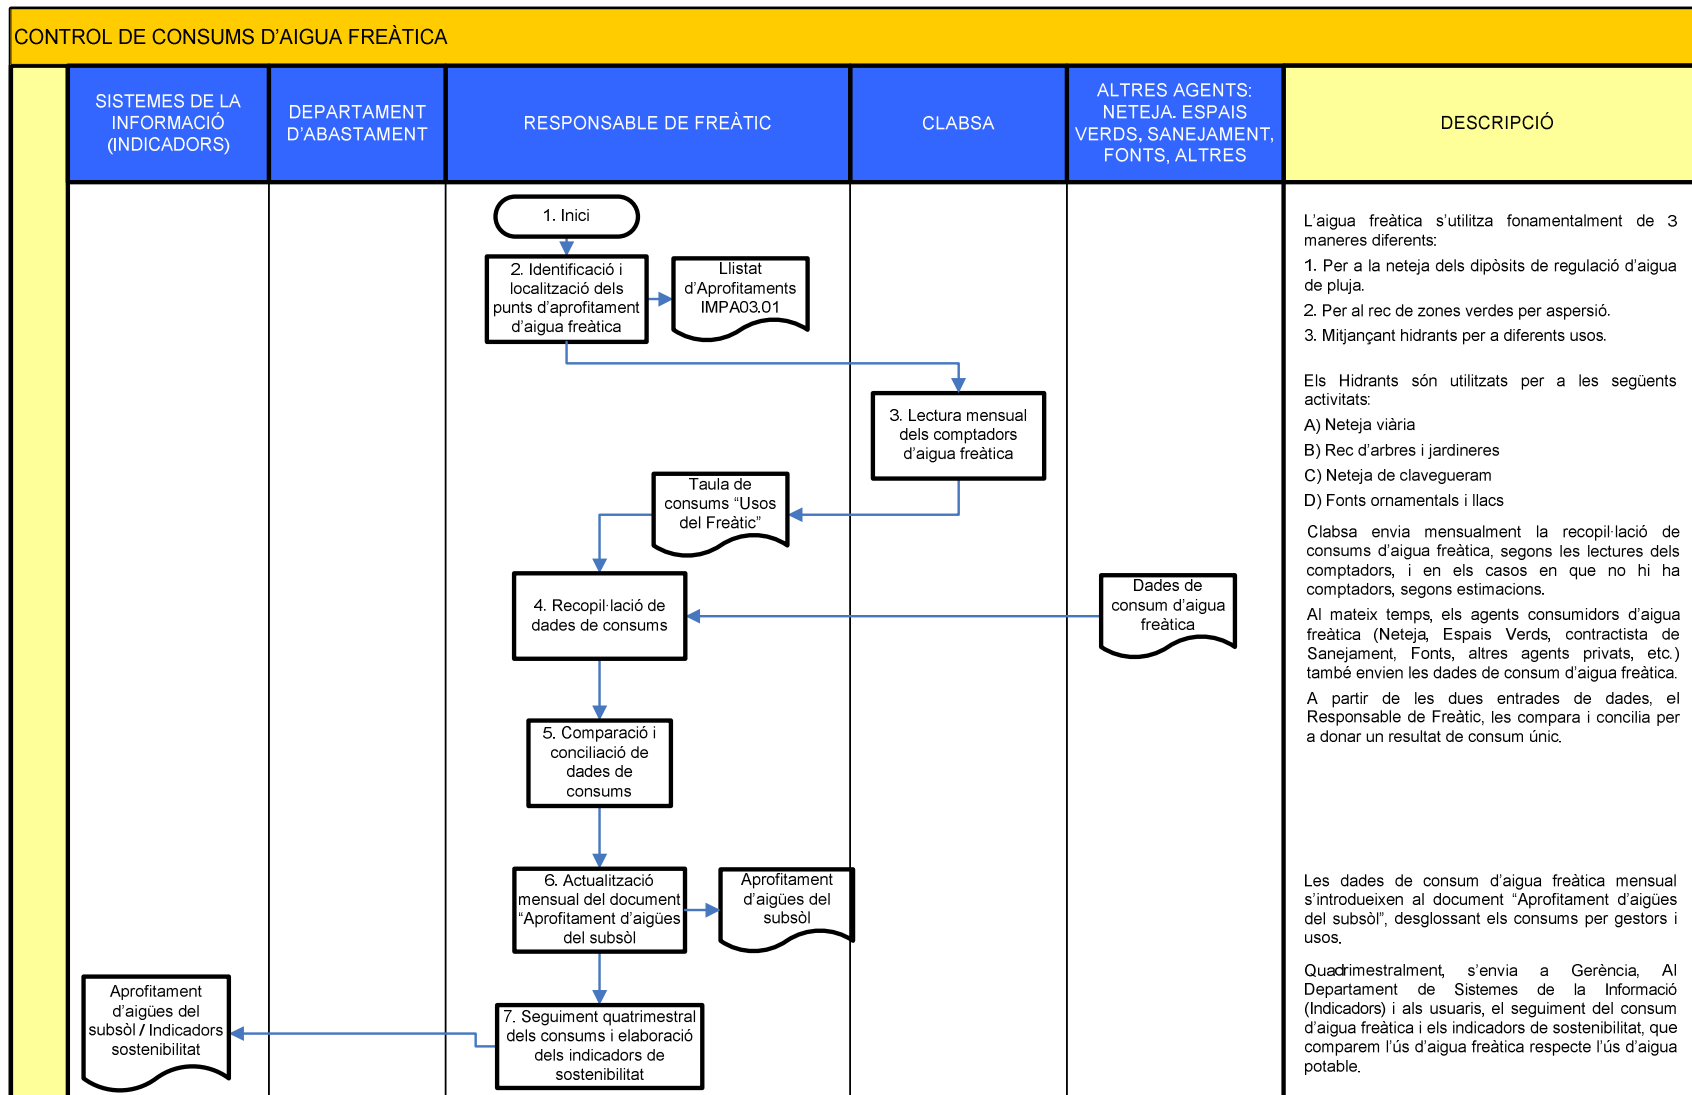 CONTROL DE CONSUMS D'AIGUA FREÀTICA
SISTEMES DE LA
INFORMACIÓ
(INDICADORS)
DEPARTAMENT
D'ABASTAMENT
RESPONSABLE DE FREÀTIC
CLABSA
ALTRES AGENTS:
NETEJA. ESPAIS
VERDS, SANEJAMENT,
FONTS, ALTRES
DESCRIPCIÓ
1. Inici
2. Identificació i
localització dels
punts d'aprofitament
d'aigua freàtica
Llistat
d'Aprofitaments
IMPA03.01
3. Lectura mensual
dels comptadors
d'aigua freàtica
Taula de
consums “Usos
del Freàtic”
4. Recopil·lació de
dades de consums
Dades de
consum d'aigua
freàtica
5. Comparació i
conciliació de
dades de
consums
6. Actualització
mensual del document
“Aprofitament d'aigües
del subsòl”
Aprofitament
d'aigües del
subsòl
7. Seguiment quatrimestral
dels consums i elaboració
dels indicadors de
sostenibilitat
Aprofitament
d'aigües del
subsòl / Indicadors
sostenibilitat
L'aigua freàtica s'utilitza fonamentalment de 3
maneres diferents:
1. Per a la neteja dels dipòsits de regulació d'aigua
de pluja.
2. Per al rec de zones verdes per aspersió.
3. Mitjançant hidrants per a diferents usos.
Els Hidrants són utilitzats per a les següents
activitats:
A) Neteja viària
B) Rec d'arbres i jardineres
C) Neteja de clavegueram
D) Fonts ornamentals i llacs
Clabsa envia mensualment la recopil·lació de
consums d'aigua freàtica, segons les lectures dels
comptadors, i en els casos en que no hi ha
comptadors, segons estimacions.
Al mateix temps, els agents consumidors d'aigua
freàtica (Neteja, Espais Verds, contractista de
Sanejament, Fonts, altres agents privats, etc.)
també envien les dades de consum d'aigua freàtica.
A partir de les dues entrades de dades, el
Responsable de Freàtic, les compara i concilia per
a donar un resultat de consum únic.
Les dades de consum d'aigua freàtica mensual
s'introdueixen al document “Aprofitament d'aigües
del subsòl”, desglossant els consums per gestors i
usos.
Quadrimestralment, s'envia a Gerència, Al
Departament de Sistemes de la Informació
(Indicadors) i als usuaris, el seguiment del consum
d'aigua freàtica i els indicadors de sostenibilitat, que
comparem l'ús d'aigua freàtica respecte l'ús d'aigua
potable.